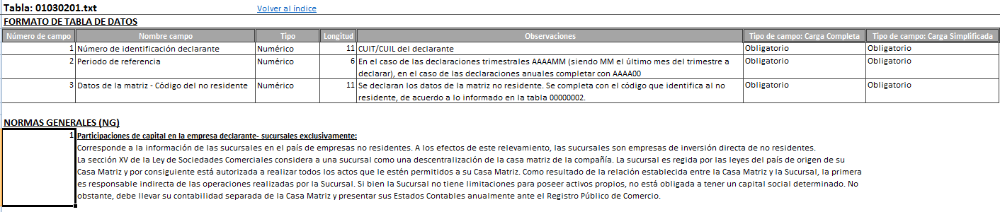 Tabla: 01030201.txt Volver al índice
FORMATO DE TABLA DE DATOS
Número de campo Nombre campo Tipo Longitud Observaciones Tipo de campo: Carga Completa Tipo de campo: Carga Simplificada
1 Número de identificación declarante Numérico 11 CUIT/CUIL del declarante Obligatorio Obligatorio
2 Periodo de referencia Numérico 6 En el caso de las declaraciones trimestrales AAAAMM (siendo MM el último mes del trimestre a Obligatorio Obligatorio
declarar), en el caso de las declaraciones anuales completar con AAAA00
3 Datos de la matriz - Código del no residente Numérico 11 Se declaran los datos de la matriz no residente. Se completa con el código que identifica al no Obligatorio Obligatorio
residente, de acuerdo a lo informado en la tabla 00000002.
NORMAS GENERALES (NG)
1 Participaciones de capital en la empresa declarante- sucursales exclusivamente:
Corresponde a la información de las sucursales en el país de empresas no residentes. A los efectos de este relevamiento, las sucursales son empresas de inversión directa de no residentes.
La sección XV de la Ley de Sociedades Comerciales considera a una sucursal como una descentralización de la casa matriz de la compañía. La sucursal es regida por las leyes del país de origen de su
Casa Matriz y por consiguiente está autorizada a realizar todos los actos que le estén permitidos a su Casa Matriz. Como resultado de la relación establecida entre la Casa Matriz y la Sucursal, la primera
es responsable indirecta de las operaciones realizadas por la Sucursal. Si bien la Sucursal no tiene limitaciones para poseer activos propios, no está obligada a tener un capital social determinado. No
obstante, debe llevar su contabilidad separada de la Casa Matriz y presentar sus Estados Contables anualmente ante el Registro Público de Comercio.